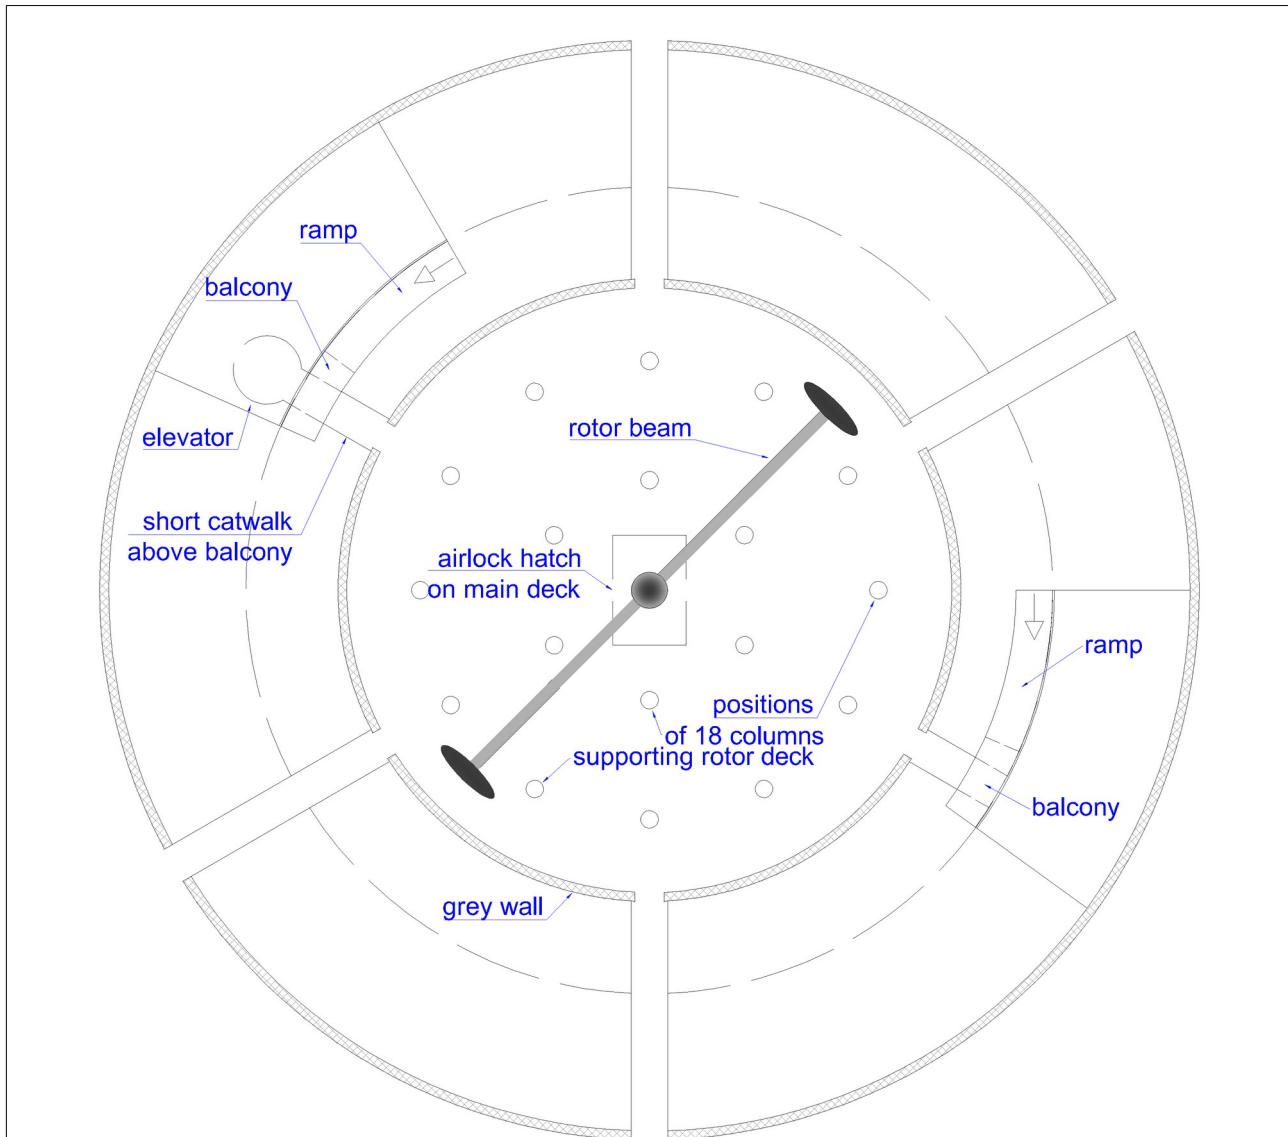 ramp
balcony
elevator
short catwalk
above balcony
rotor beam
airlock hatch
on main deck
ramp
positions
of 18 columns
supporting rotor deck
balcony
grey wall